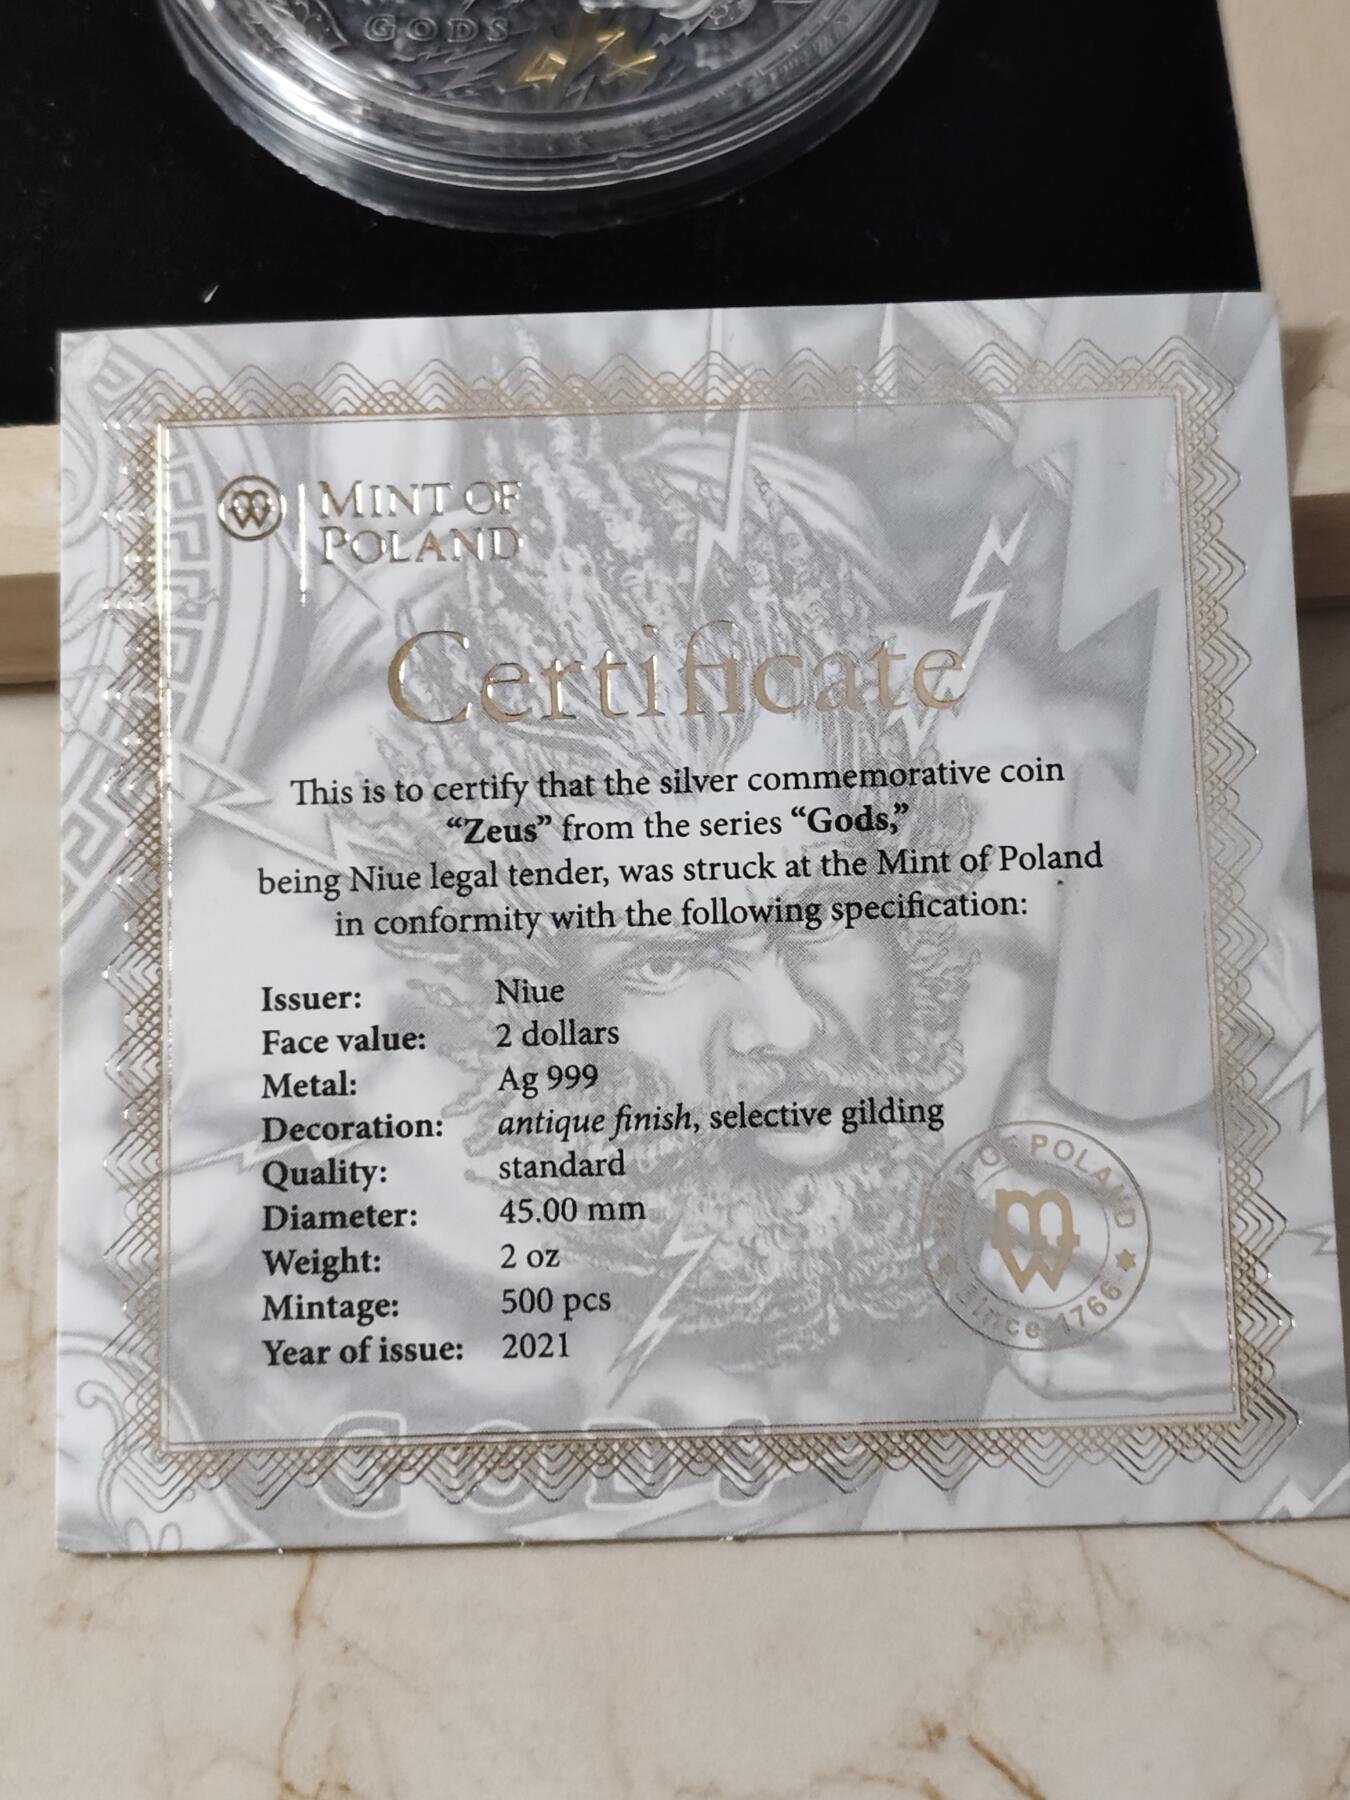 GODS
MINT OF
POLAND
Certificate
This is to certify that the silver commemorative coin
“Zeus” from the series “Gods,”
being Niue legal tender, was struck at the Mint of Poland
in conformity with the following specification:
Issuer: Niue
Face value: 2 dollars
Metal: Ag 999
Decoration: antique finish, selective gilding
Quality: standard
Diameter: 45.00 mm
Weight: 2 oz
Mintage: 500 pcs
Year of issue: 2021
MINT OF POLAND
since 1766
GODS